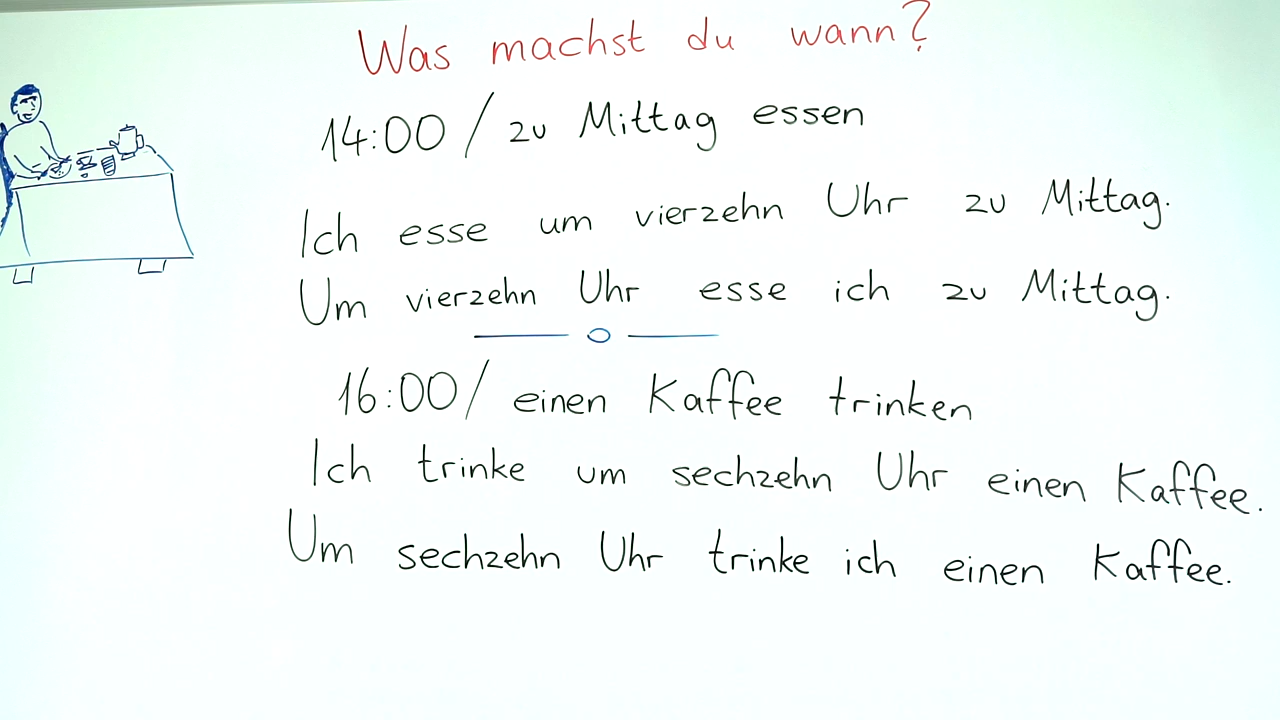 Was machst du wann?
14:00 / zu Mittag essen
Ich esse um vierzehn Uhr zu Mittag.
Um vierzehn Uhr esse ich zu Mittag.
16:00/ einen Kaffee trinken
Ich trinke um sechzehn Uhr einen Kaffee.
Um sechzehn Uhr trinke ich einen Kaffee.